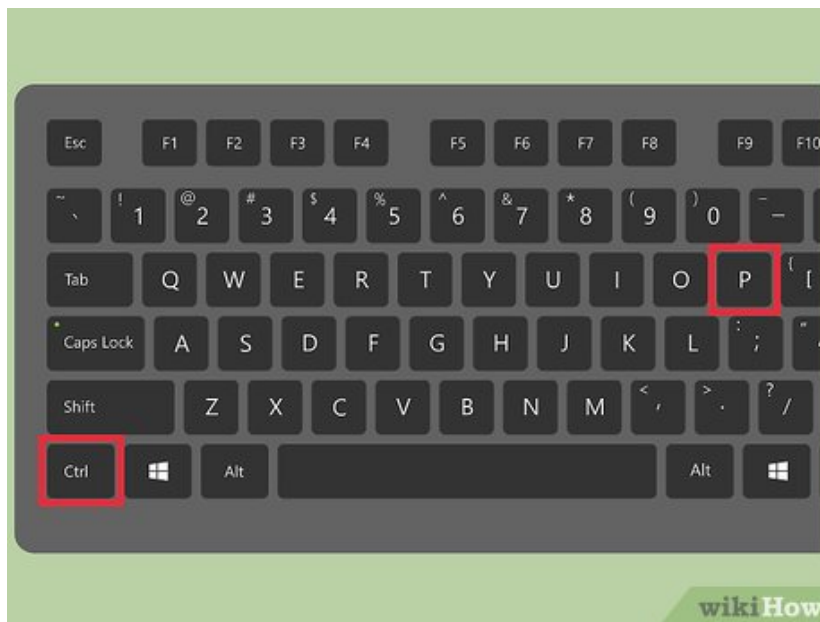 Esc F1 F2 F3 F4 F5 F6 F7 F8 F9 F10
~ ` ! 1 @ 2 # 3 $ 4 % 5 ^ 6 & 7 * 8 ( 9 ) 0 _ –
Tab Q W E R T Y U I O P { [
Caps Lock A S D F G H J K L : ; "
Shift Z X C V B N M < , > . ? /
Ctrl Alt Alt
wikiHow